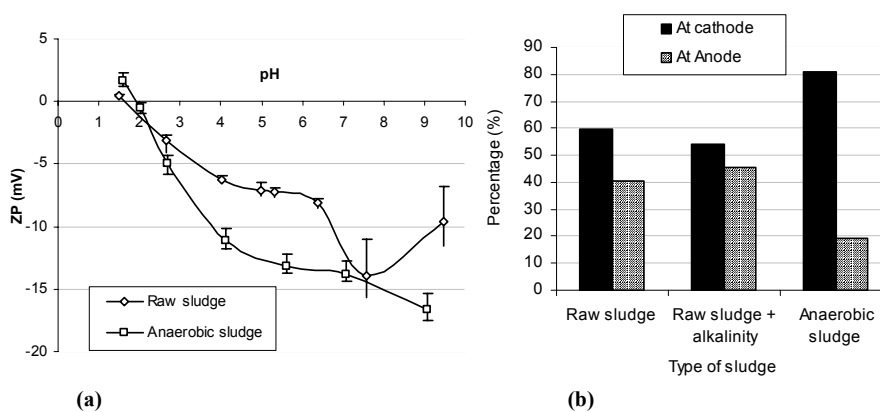 5
0
-5
-10
-15
-20
ZP (mV)
pH
0 1 2 3 4 5 6 7 8 9 10
Raw sludge
Anaerobic sludge
(a)
At cathode
At Anode
90
80
70
60
50
40
30
20
10
0
Percentage (%)
Raw sludge
Raw sludge +
alkalinity
Anaerobic
sludge
Type of sludge
(b)